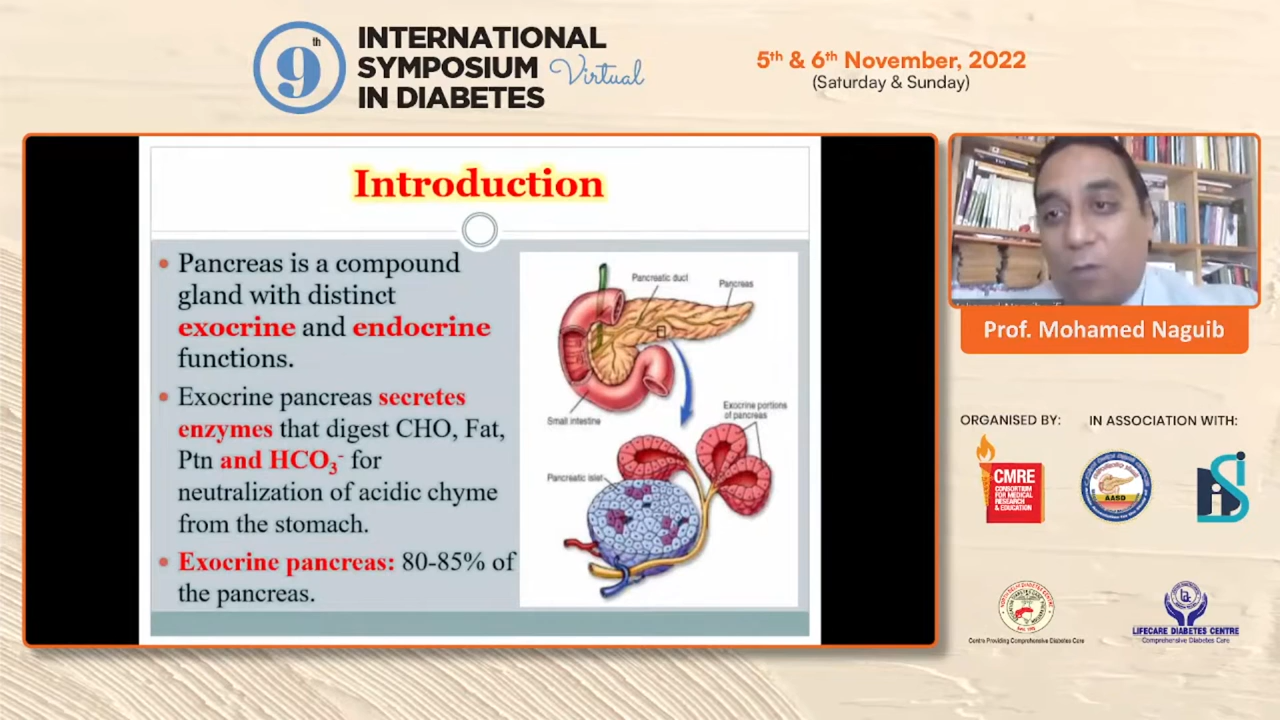 9th
INTERNATIONAL
SYMPOSIUM Virtual
IN DIABETES
5th & 6th November, 2022
(Saturday & Sunday)
Introduction
• Pancreas is a compound
gland with distinct
exocrine and endocrine
functions.
• Exocrine pancreas secretes
enzymes that digest CHO, Fat,
Ptn and HCO3- for
neutralization of acidic chyme
from the stomach.
• Exocrine pancreas: 80-85% of
the pancreas.
Pancreatic duct
Pancreas
Small intestine
Exocrine portions
of pancreas
Pancreatic islet
Prof. Mohamed Naguib
ORGANISED BY:
IN ASSOCIATION WITH:
CMRE
CONSORTIUM
FOR MEDICAL
RESEARCH
& EDUCATION
AASD
Centre Providing Comprehensive Diabetes Care
LIFECARE DIABETES CENTRE
Comprehensive Diabetes Care